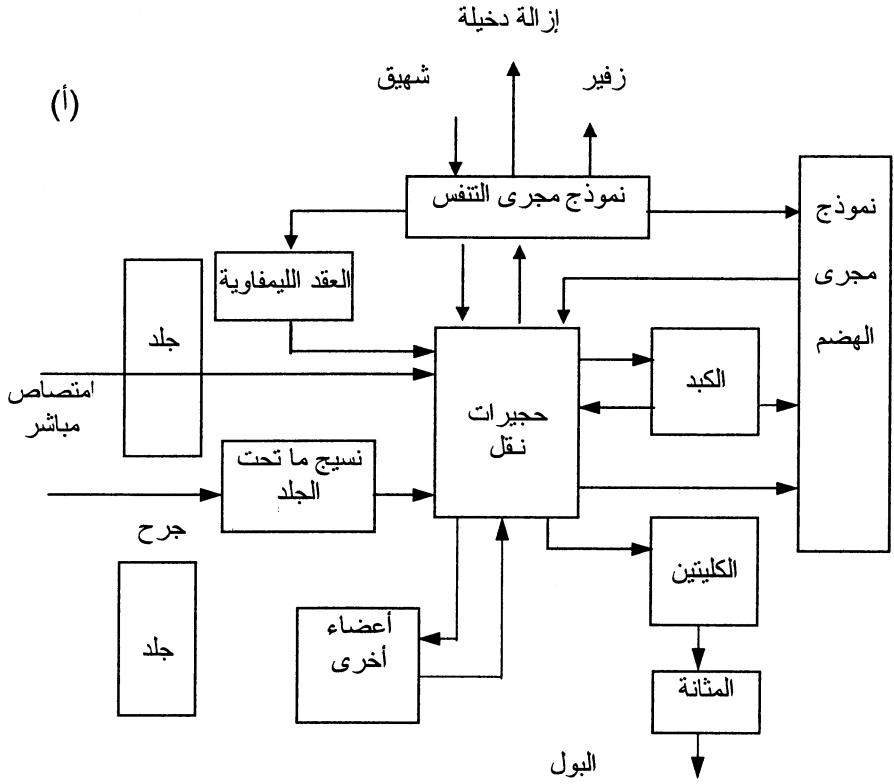 إزالة دخيلة
شهيق
زفير
(أ)
نموذج مجرى التنفس
نموذج
مجرى
الهضم
العقد الليمفاوية
جلد
امتصاص
مباشر
الكبد
حجيرات
نقل
نسيج ما تحت
الجلد
جرح
الكليتين
جلد
أعضاء
أخرى
المثانة
البول